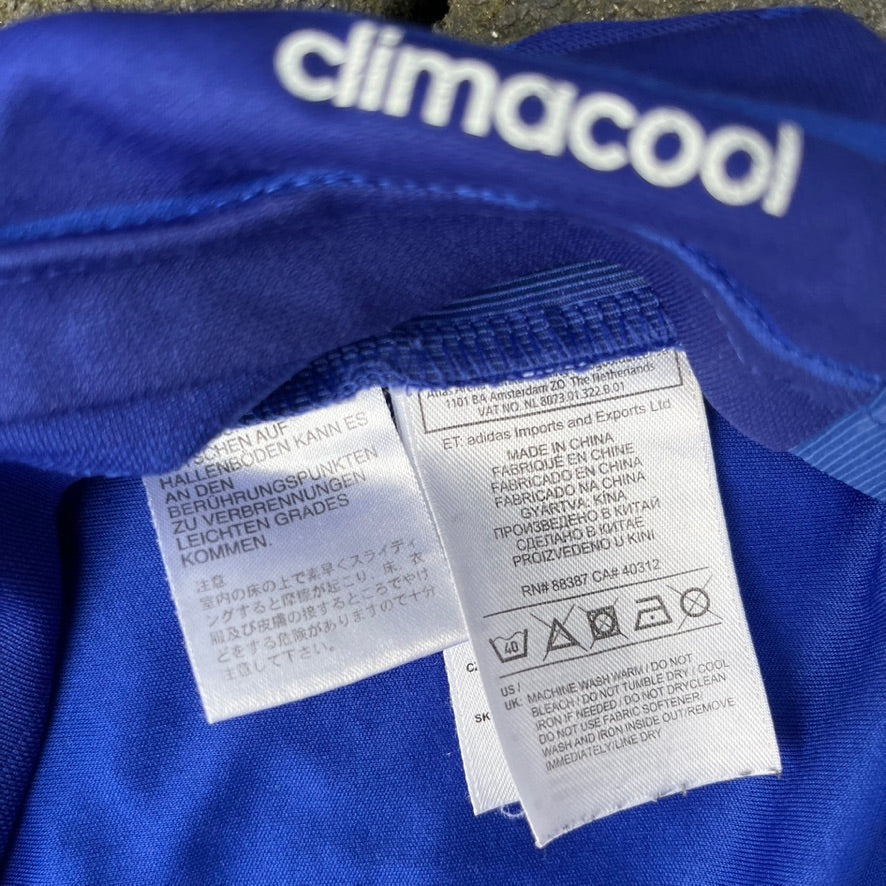 climacool
HALLENBÖDEN KANN ES
AN DEN
BERÜHRUNGSPUNKTEN
ZU VERBRENNUNGEN
LEICHTEN GRADES
KOMMEN.
注意
室内の床の上で素早くスライディ
ングすると摩擦が起こり、床、衣
服及び皮膚の接するところでやけ
どをする危険がありますので十分
注意して下さい。
1101 BA Amsterdam ZO The Netherlands
VAT NO. NL 8073.01.322.B.01
ET. adidas Imports and Exports Ltd
MADE IN CHINA
FABRIQUÉ EN CHINE
FABRICADO EN CHINA
FABRICADO NA CHINA
GYÁRTVA: KÍNA
ПРОИЗВЕДЕНО В КИТАЙ
СДЕЛАНО В КИТАЕ
PROIZVEDENO U KINI
RN# 88387 CA# 40312
40
US / UK: MACHINE WASH WARM / DO NOT
BLEACH / DO NOT TUMBLE DRY / COOL
IRON IF NEEDED / DO NOT DRYCLEAN
DO NOT USE FABRIC SOFTENER/
WASH AND IRON INSIDE OUT/REMOVE
IMMEDIATELY/LINE DRY